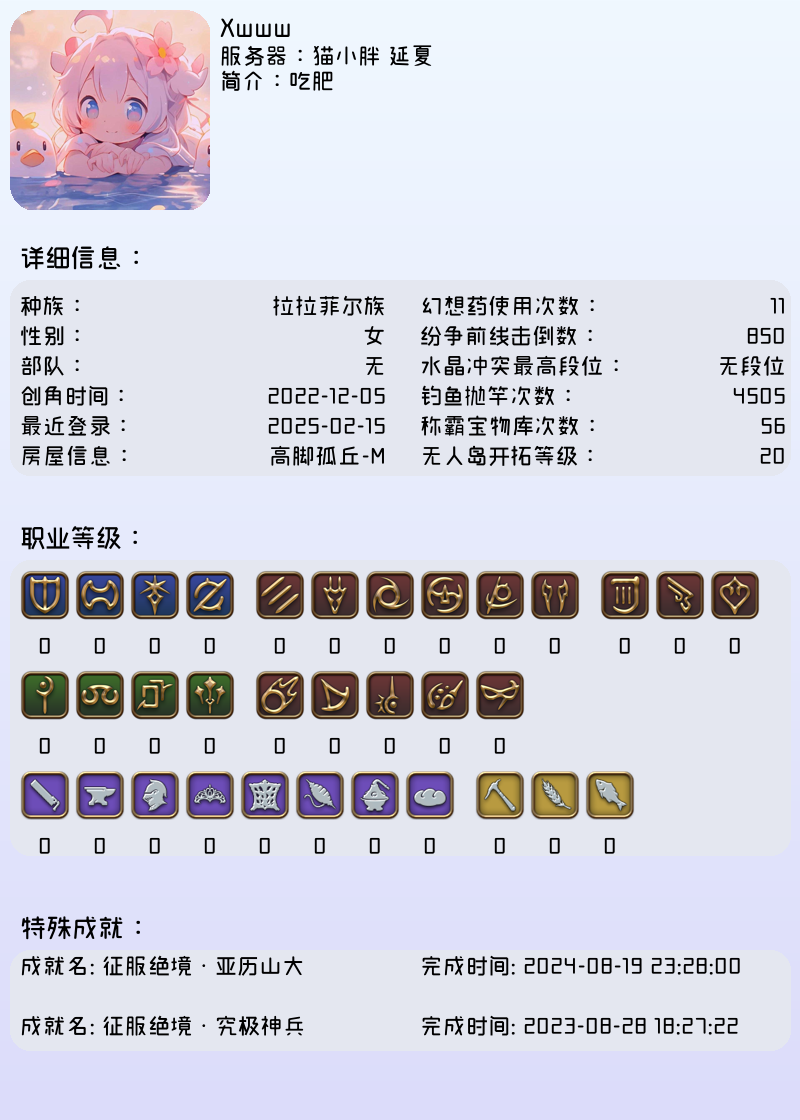 Xwww
服务器：猫小胖 延夏
简介：吃肥
详细信息：
种族： 拉拉菲尔族 幻想药使用次数： 11
性别： 女 纷争前线击倒数： 850
部队： 无 水晶冲突最高段位： 无段位
创角时间： 2022-12-05 钓鱼抛竿次数： 4505
最近登录： 2025-02-15 称霸宝物库次数： 56
房屋信息： 高脚孤丘-M 无人岛开拓等级： 20
职业等级：
0 0 0 0 0 0 0 0 0 0 0 0 0
0 0 0 0 0 0 0 0 0
0 0 0 0 0 0 0 0 0 0 0
特殊成就：
成就名: 征服绝境·亚历山大 完成时间: 2024-08-19 23:28:00
成就名: 征服绝境·究极神兵 完成时间: 2023-08-28 18:27:22